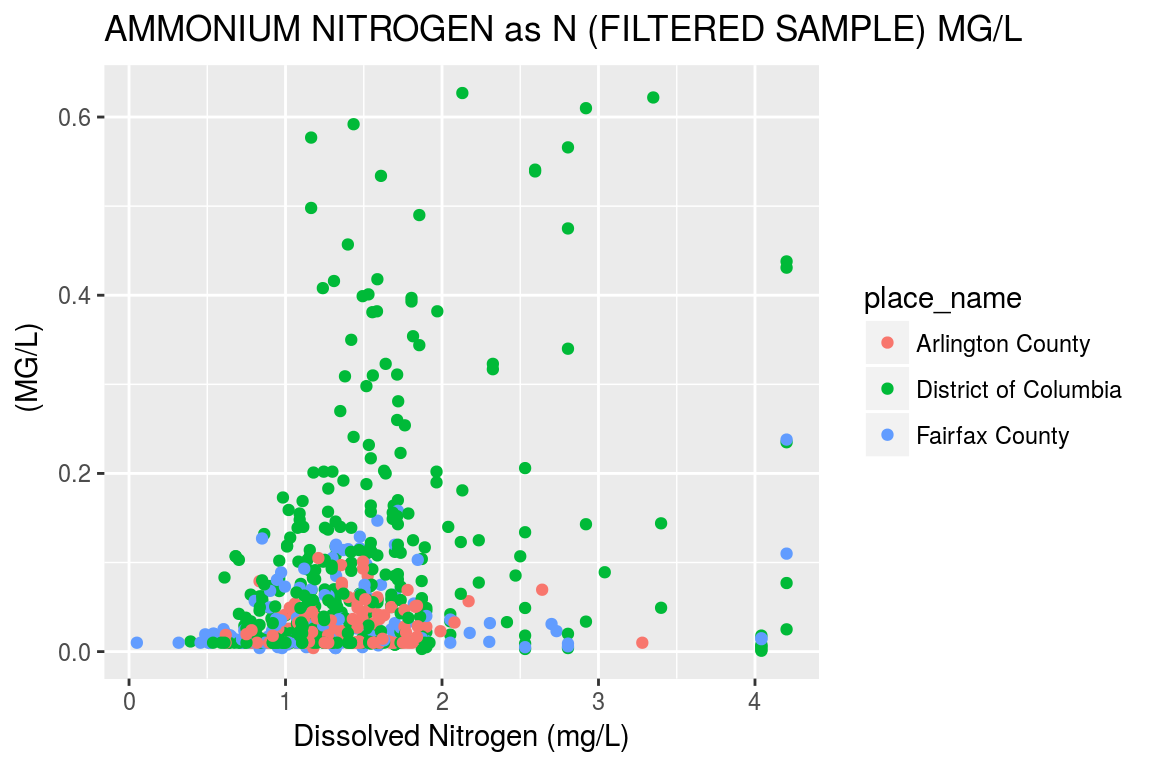 AMMONIUM NITROGEN as N (FILTERED SAMPLE) MG/L
(MG/L)
0.6
0.4
0.2
0.0
0 1 2 3 4
Dissolved Nitrogen (mg/L)
place_name
Arlington County
District of Columbia
Fairfax County